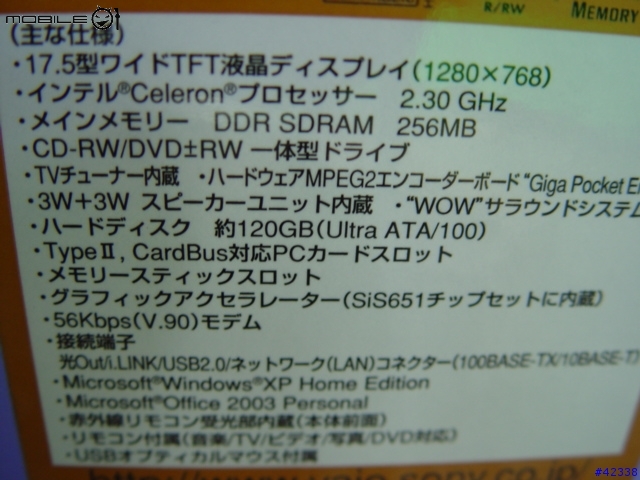 MOBILE01
R/RW MEMORY
(主な仕様)
・17.5型ワイドTFT液晶ディスプレイ(1280×768)
・インテル®Celeron®プロセッサー 2.30 GHz
・メインメモリー DDR SDRAM 256MB
・CD-RW/DVD±RW 一体型ドライブ
・TVチューナー内蔵 ・ハードウェアMPEG2エンコーダーボード“Giga Pocket
・3W+3W スピーカーユニット内蔵 ・“WOW”サラウンドシステム
・ハードディスク 約120GB(Ultra ATA/100)
・TypeⅡ, CardBus対応PCカードスロット
・メモリースティックスロット
・グラフィックアクセラレーター(SiS651チップセットに内蔵)
・56Kbps(V.90)モデム
・接続端子
光Out/i.LINK/USB2.0/ネットワーク(LAN)コネクター(100BASE-TX/10BASE-T)
・Microsoft®Windows®XP Home Edition
・Microsoft®Office 2003 Personal
・赤外線リモコン受光部内蔵(本体前面)
・リモコン付属(音楽/TV/ビデオ/写真/DVD対応)
・USBオプティカルマウス付属
#42338